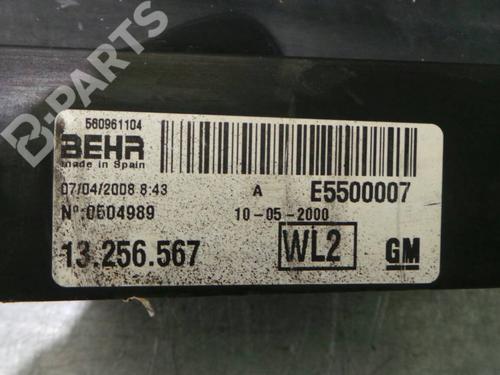 B-PARTS
560961104
BEHR
made in Spain
07/04/2008 8:43 A E5500007
Nº:0504989 10-05-2000
13.256.567 WL2 GM